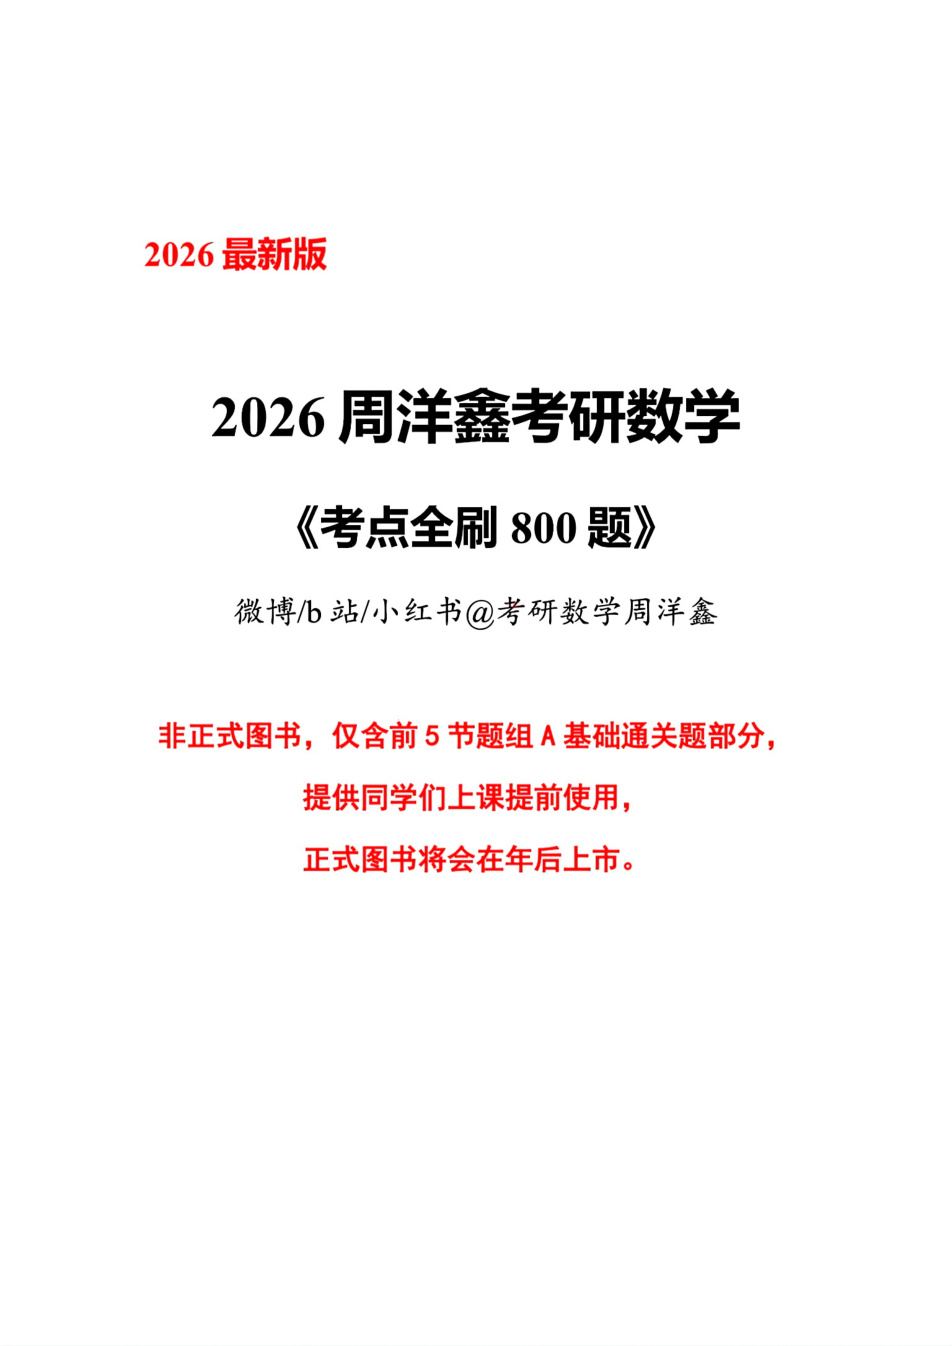 2026 最新版
2026 周洋鑫考研数学
《考点全刷 800 题》
微博/b 站/小红书@考研数学周洋鑫
非正式图书，仅含前 5 节题组 A 基础通关题部分，
提供同学们上课提前使用，
正式图书将会在年后上市。